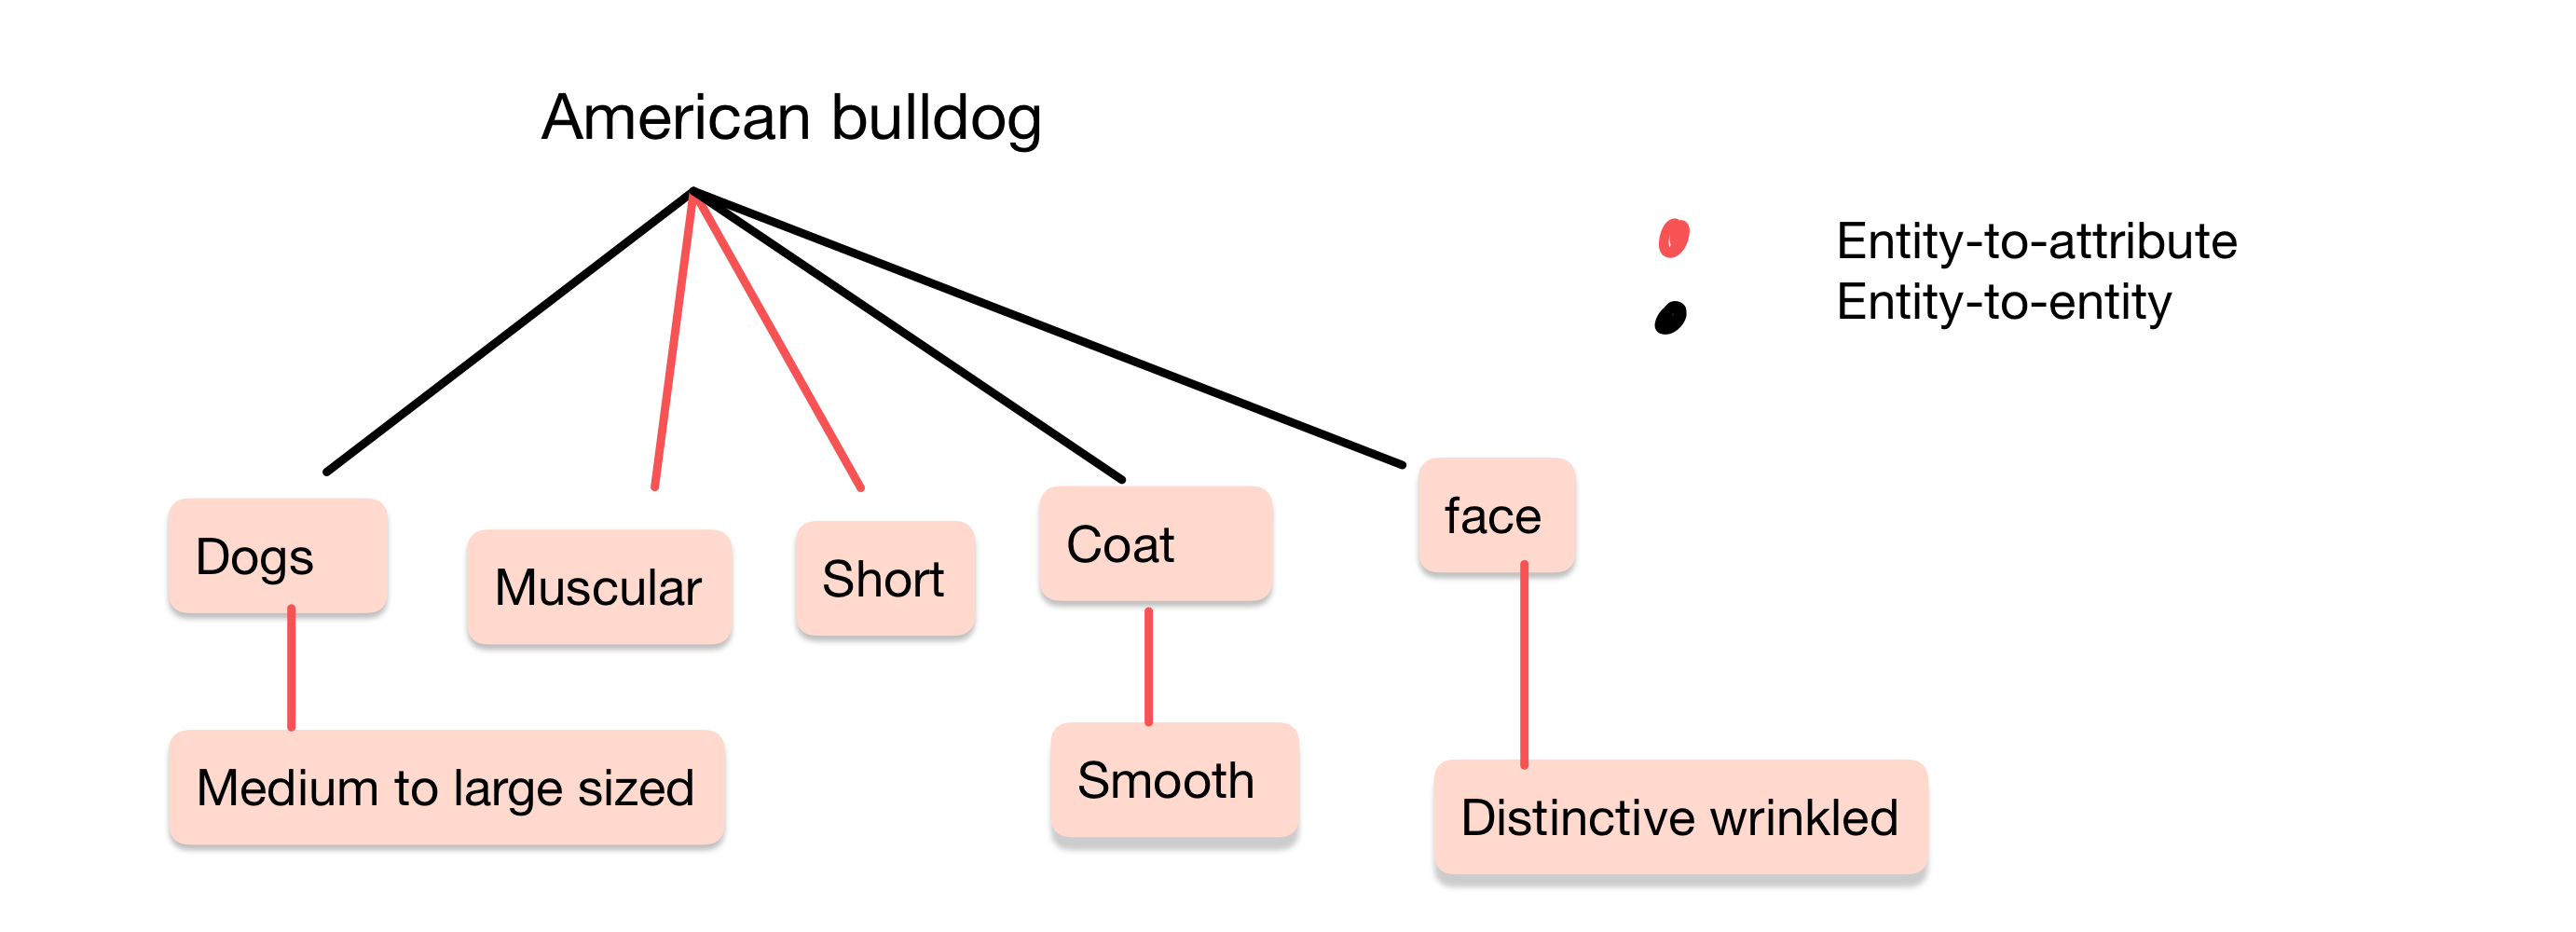 American bulldog
Entity-to-attribute
Entity-to-entity
Dogs
Muscular
Short
Coat
face
Medium to large sized
Smooth
Distinctive wrinkled